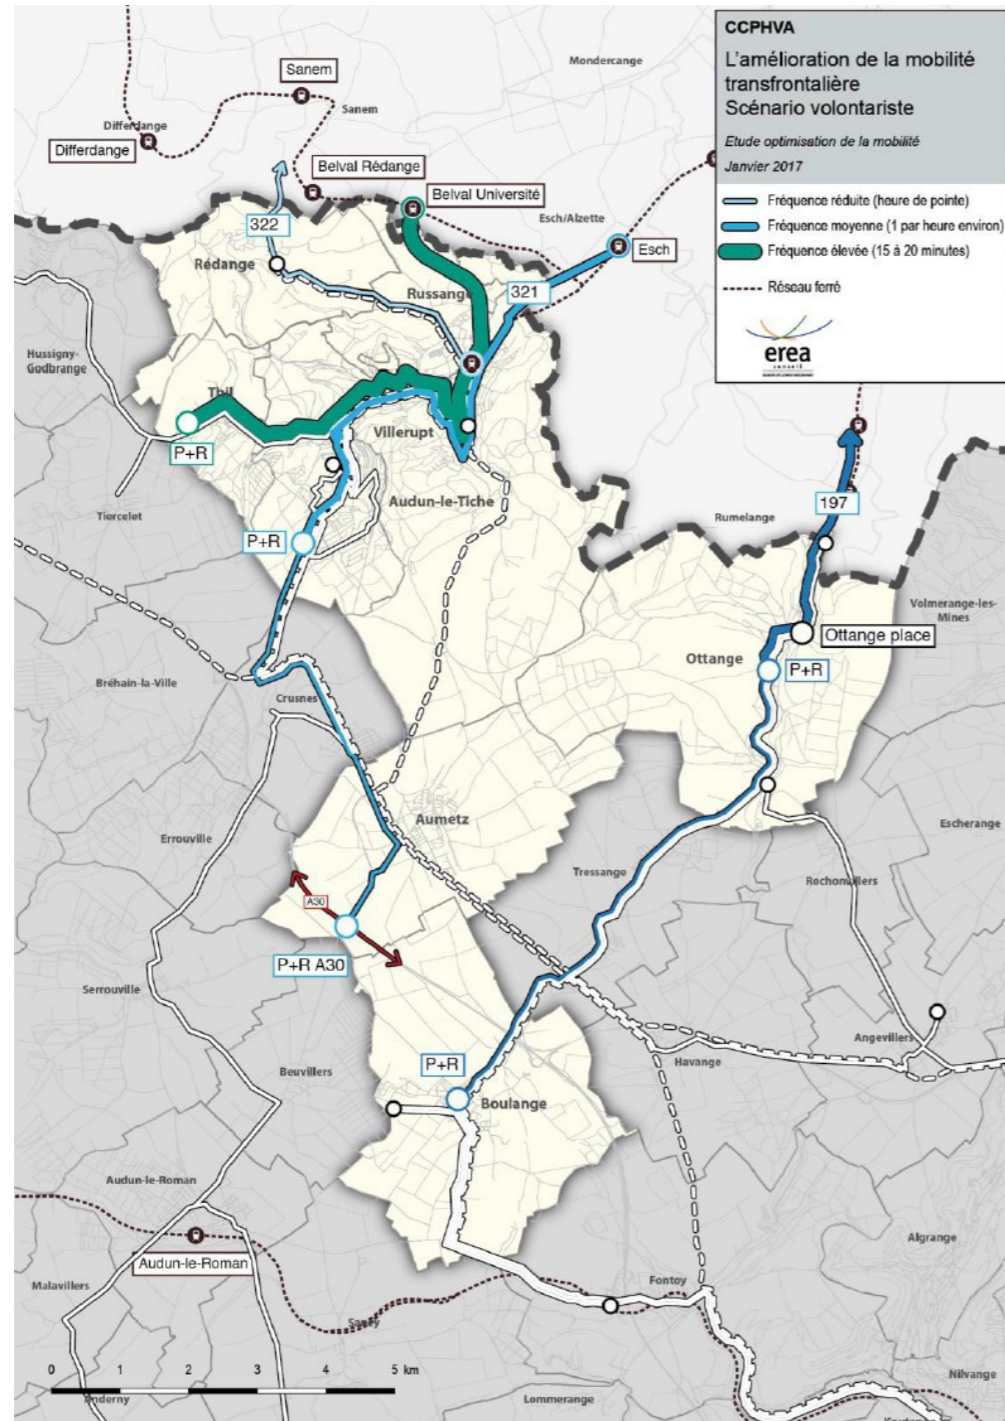 CCPHVA
L'amélioration de la mobilité
transfrontalière
Scénario volontariste
Etude optimisation de la mobilité
Janvier 2017
Fréquence réduite (heure de pointe)
Fréquence moyenne (1 par heure environ)
Fréquence élevée (15 à 20 minutes)
Réseau ferré
erea
conseil
Mondercange
Sanem
Sanem
Differdange
Differdange
Belval Rédange
Belval Université
Esch/Alzette
Esch
322
321
Rédange
Russange
Hussigny-
Godbrange
Thil
P+R
Villerupt
Audun-le-Tiche
Tiercelet
P+R
197
Rumelange
Volmerange-les-
Mines
Ottange place
Ottange
P+R
Bréhain-la-Ville
Crusnes
Aumetz
Errouville
Escherange
Tressange
Rochonvillers
A30
P+R A30
Serrouville
Angevillers
Havange
Beuvillers
P+R
Boulange
Audun-le-Roman
Audun-le-Roman
Algrange
Malavillers
Fontoy
Sancy
Nilvange
0 1 2 3 4 5 km
Anderny
Lommerange